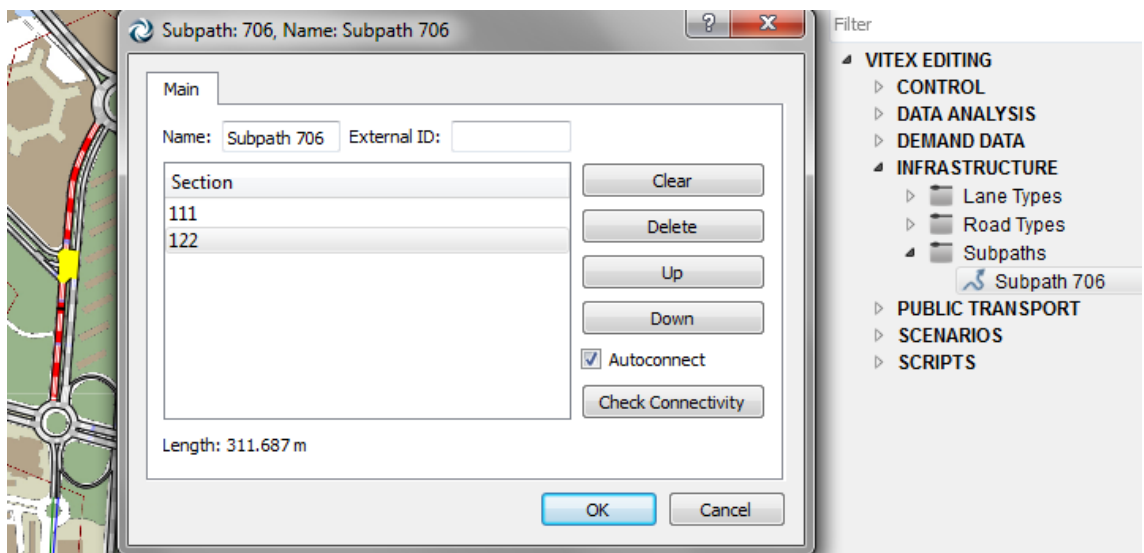 Subpath: 706, Name: Subpath 706
?
X
Main
Name: Subpath 706 External ID:
Section
111
122
Clear
Delete
Up
Down
Autoconnect
Check Connectivity
Length: 311.687 m
OK Cancel
Filter
VITEX EDITING
CONTROL
DATA ANALYSIS
DEMAND DATA
INFRASTRUCTURE
Lane Types
Road Types
Subpaths
Subpath 706
PUBLIC TRANSPORT
SCENARIOS
SCRIPTS